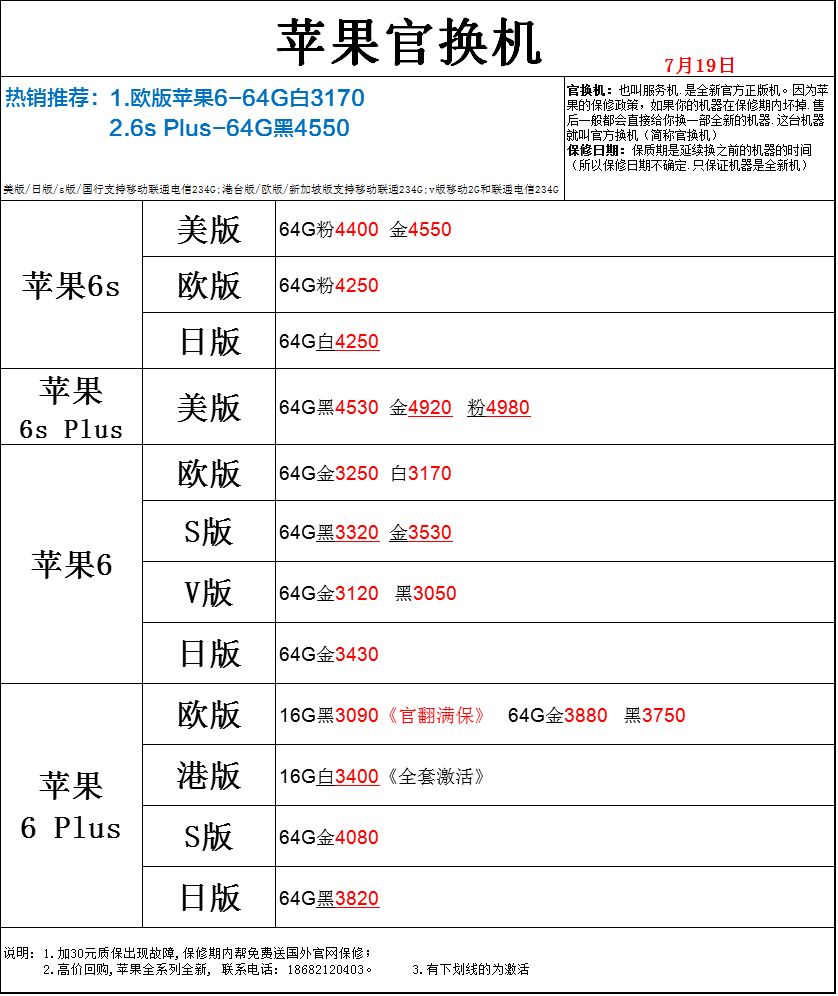 苹果官换机
7月19日
热销推荐：1.欧版苹果6-64G白3170
2.6s Plus-64G黑4550
美版/日版/s版/国行支持移动联通电信234G;港台版/欧版/新加坡版支持移动联通234G;v版移动2G和联通电信234G
官换机：也叫服务机.是全新官方正版机。因为苹
果的保修政策，如果你的机器在保修期内坏掉.售
后一般都会直接给你换一部全新的机器.这台机器
就叫官方换机（简称官换机）
保修日期：保质期是延续换之前的机器的时间
（所以保修日期不确定.只保证机器是全新机）
苹果6s
美版
64G粉4400 金4550
欧版
64G粉4250
日版
64G白4250
苹果
6s Plus
美版
64G黑4530 金4920 粉4980
苹果6
欧版
64G金3250 白3170
S版
64G黑3320 金3530
V版
64G金3120 黑3050
日版
64G金3430
苹果
6 Plus
欧版
16G黑3090《官翻满保》 64G金3880 黑3750
港版
16G白3400《全套激活》
S版
64G金4080
日版
64G黑3820
说明：1.加30元质保出现故障,保修期内帮免费送国外官网保修；
2.高价回购,苹果全系列全新, 联系电话：18682120403。 3.有下划线的为激活